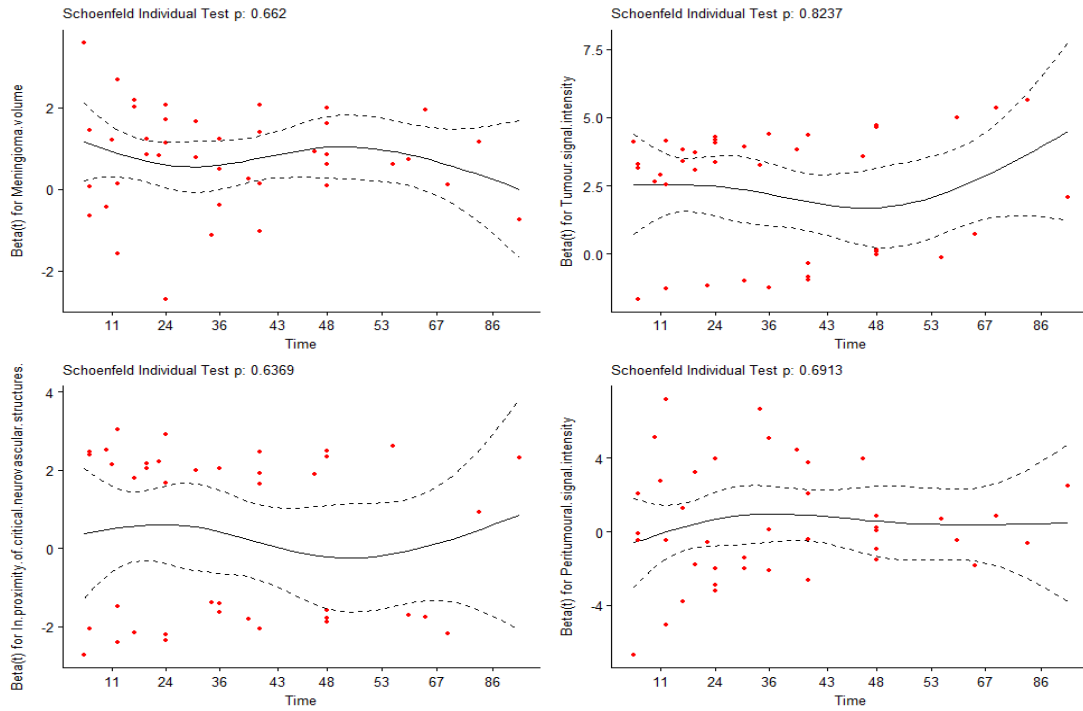 Schoenfeld Individual Test p: 0.662
Beta(t) for Meningioma.volume
2
0
-2
11 24 36 43 48 53 67 86
Time
Schoenfeld Individual Test p: 0.8237
Beta(t) for Tumour.signal.intensity
7.5
5.0
2.5
0.0
11 24 36 43 48 53 67 86
Time
Schoenfeld Individual Test p: 0.6369
Beta(t) for In.proximity.of.critical.neurovascular.structures.
4
2
0
-2
11 24 36 43 48 53 67 86
Time
Schoenfeld Individual Test p: 0.6913
Beta(t) for Peritumoural.signal.intensity
4
0
-4
11 24 36 43 48 53 67 86
Time